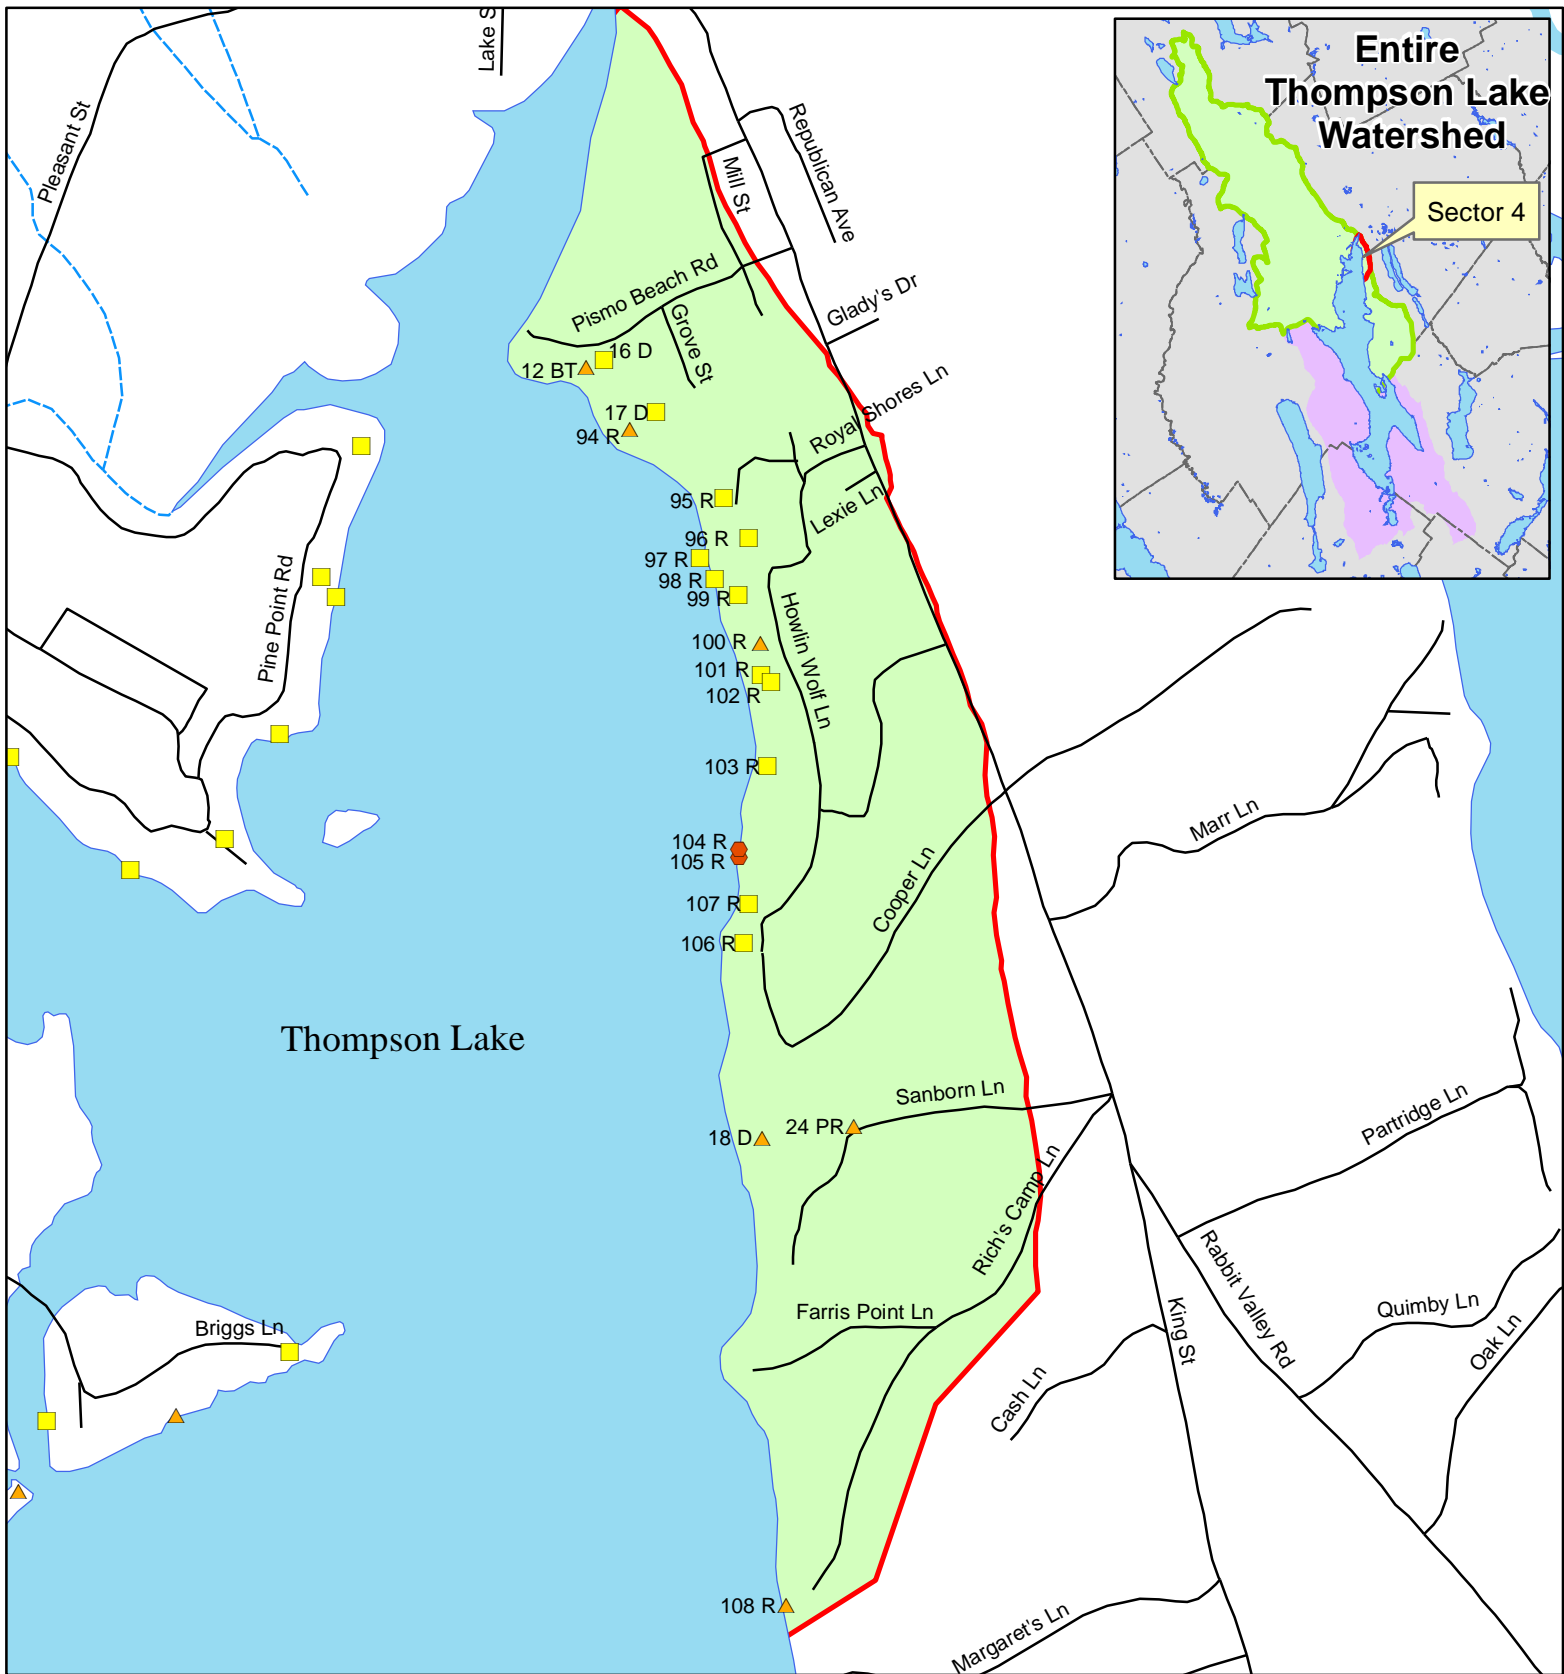 Lake S
Entire
Thompson Lake
Watershed
Sector 4
Pleasant St
Republican Ave
Mill St
Pismo Beach Rd
Glady's Dr
Grove St
16 D
12 BT
17 D
94 R
Royal Shores Ln
95 R
Lexie Ln
96 R
97 R
98 R
99 R
Pine Point Rd
Howlin Wolf Ln
100 R
101 R
102 R
103 R
Marr Ln
104 R
105 R
Cooper Ln
107 R
106 R
Thompson Lake
Sanborn Ln
24 PR
18 D
Partridge Ln
Rich's Camp Ln
Rabbit Valley Rd
Farris Point Ln
King St
Quimby Ln
Briggs Ln
Oak Ln
Cash Ln
108 R
Margaret's Ln